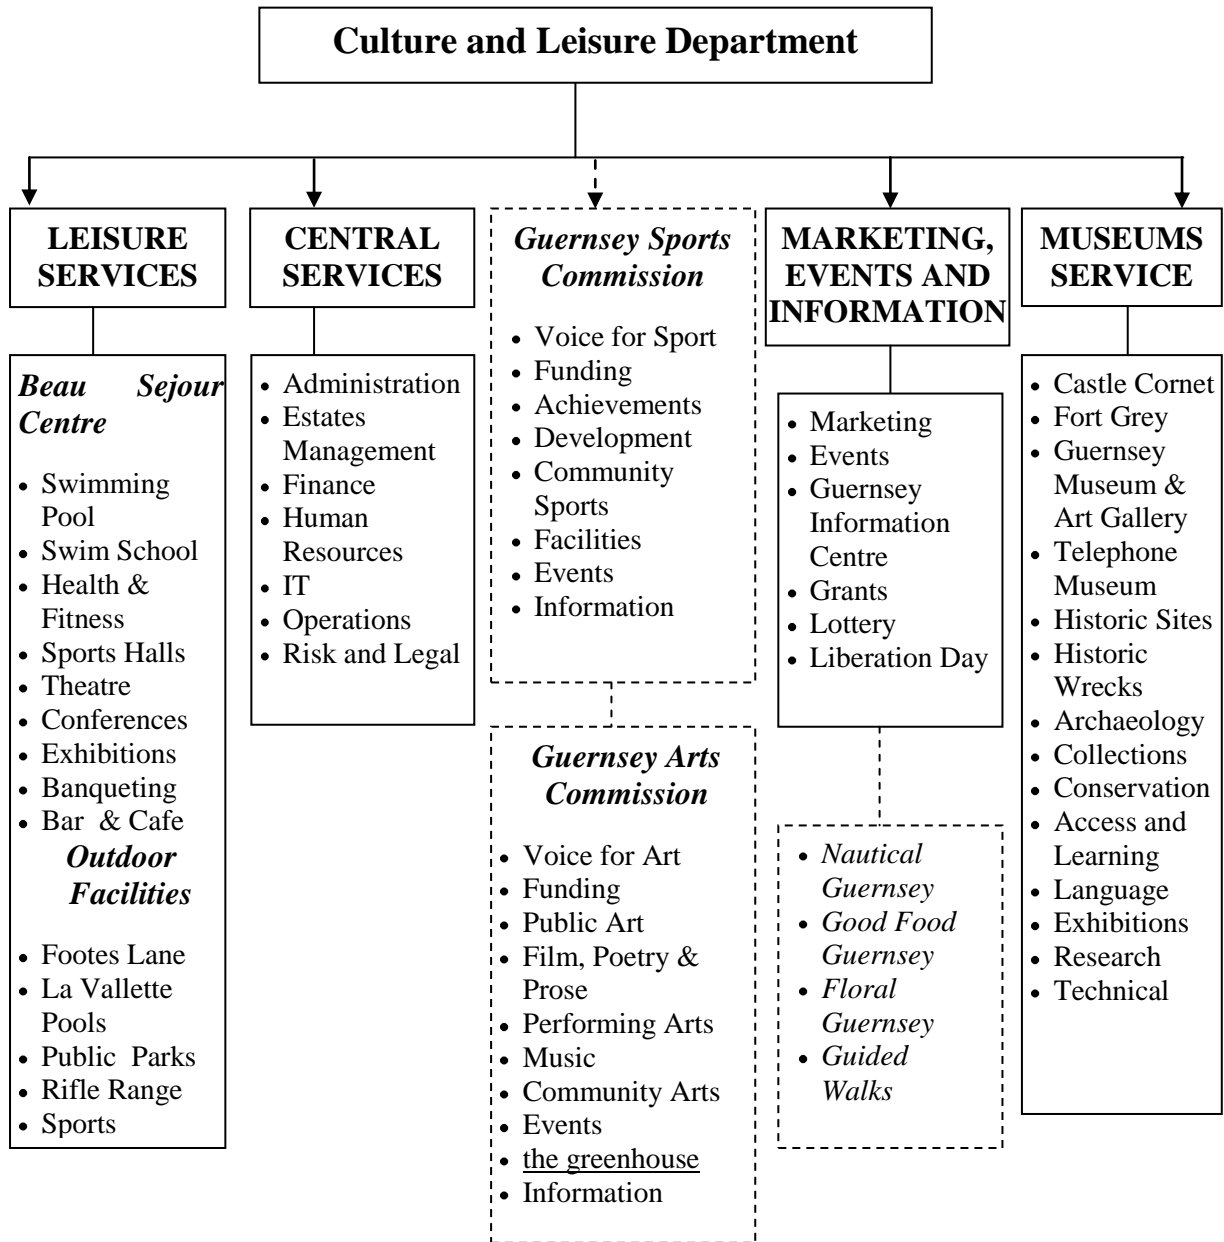 Culture and Leisure Department
LEISURE
SERVICES
Beau Sejour
Centre
• Swimming
Pool
• Swim School
• Health &
Fitness
• Sports Halls
• Theatre
• Conferences
• Exhibitions
• Banqueting
• Bar & Cafe
Outdoor
Facilities
• Footes Lane
• La Vallette
Pools
• Public Parks
• Rifle Range
• Sports
CENTRAL
SERVICES
• Administration
• Estates
Management
• Finance
• Human
Resources
• IT
• Operations
• Risk and Legal
Guernsey Sports
Commission
• Voice for Sport
• Funding
• Achievements
• Development
• Community
Sports
• Facilities
• Events
• Information
Guernsey Arts
Commission
• Voice for Art
• Funding
• Public Art
• Film, Poetry &
Prose
• Performing Arts
• Music
• Community Arts
• Events
• the greenhouse
• Information
MARKETING,
EVENTS AND
INFORMATION
• Marketing
• Events
• Guernsey
Information
Centre
• Grants
• Lottery
• Liberation Day
• Nautical
Guernsey
• Good Food
Guernsey
• Floral
Guernsey
• Guided
Walks
MUSEUMS
SERVICE
• Castle Cornet
• Fort Grey
• Guernsey
Museum &
Art Gallery
• Telephone
Museum
• Historic Sites
• Historic
Wrecks
• Archaeology
• Collections
• Conservation
• Access and
Learning
• Language
• Exhibitions
• Research
• Technical